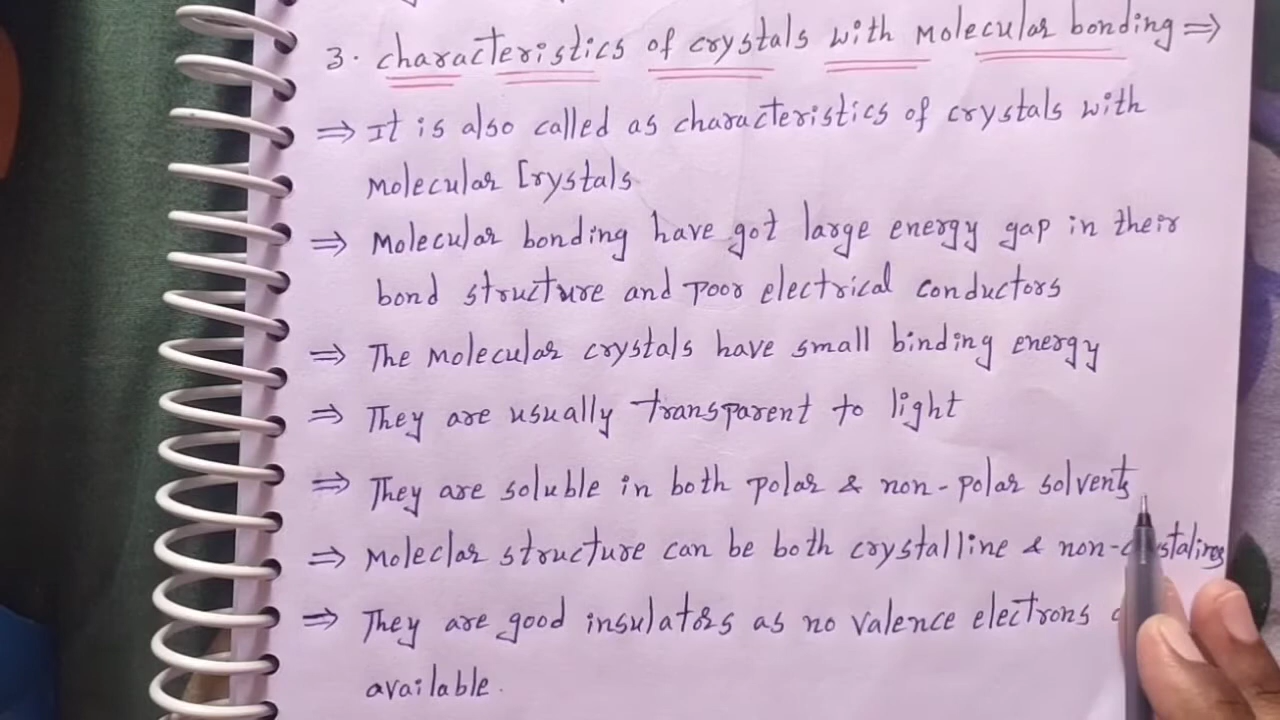 3. characteristics of crystals with Molecular bonding ⇒
⇒ It is also called as characteristics of crystals with
Molecular Crystals
⇒ Molecular bonding have got large energy gap in their
bond structure and poor electrical conductors
⇒ The Molecular crystals have small binding energy
⇒ They are usually transparent to light
⇒ They are soluble in both polar & non-polar solvents
⇒ Moleclar structure can be both crystalline &
⇒ They are good insulators as no valence electrons
available.